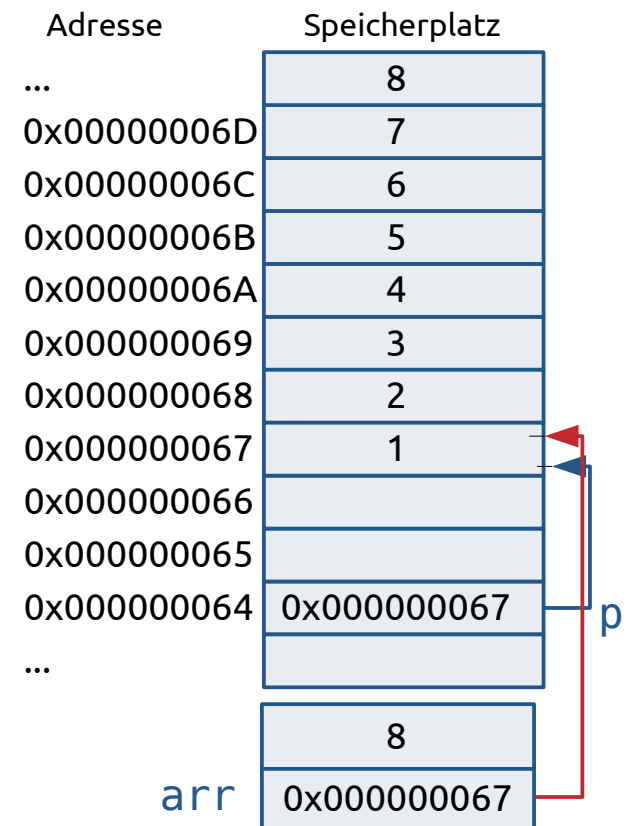 Adresse Speicherplatz
... 8
0x00000006D 7
0x00000006C 6
0x00000006B 5
0x00000006A 4
0x000000069 3
0x000000068 2
0x000000067 1
0x000000066
0x000000065
0x000000064 0x000000067 p
...
8
arr 0x000000067